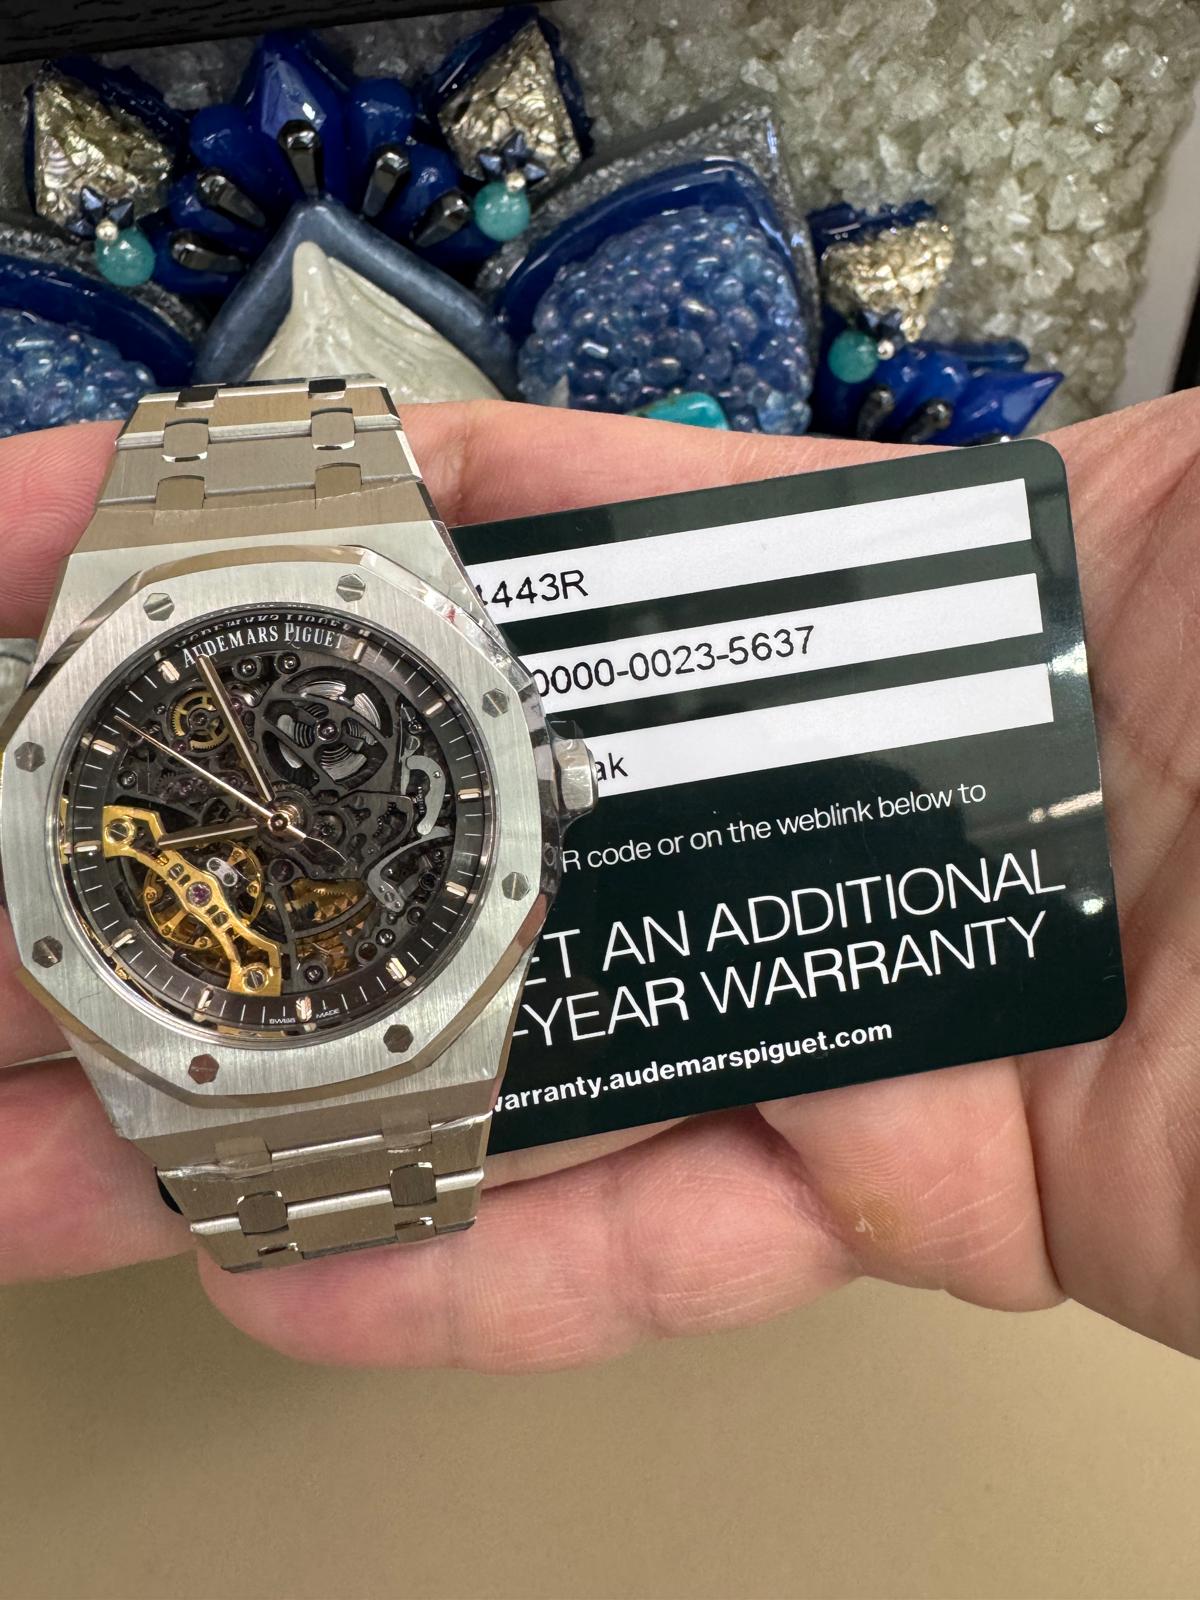 AUDEMARS PIGUET
SWISS MADE
4443R
0000-0023-5637
ak
R code or on the weblink below to
ET AN ADDITIONAL
-YEAR WARRANTY
warranty.audemarspiguet.com